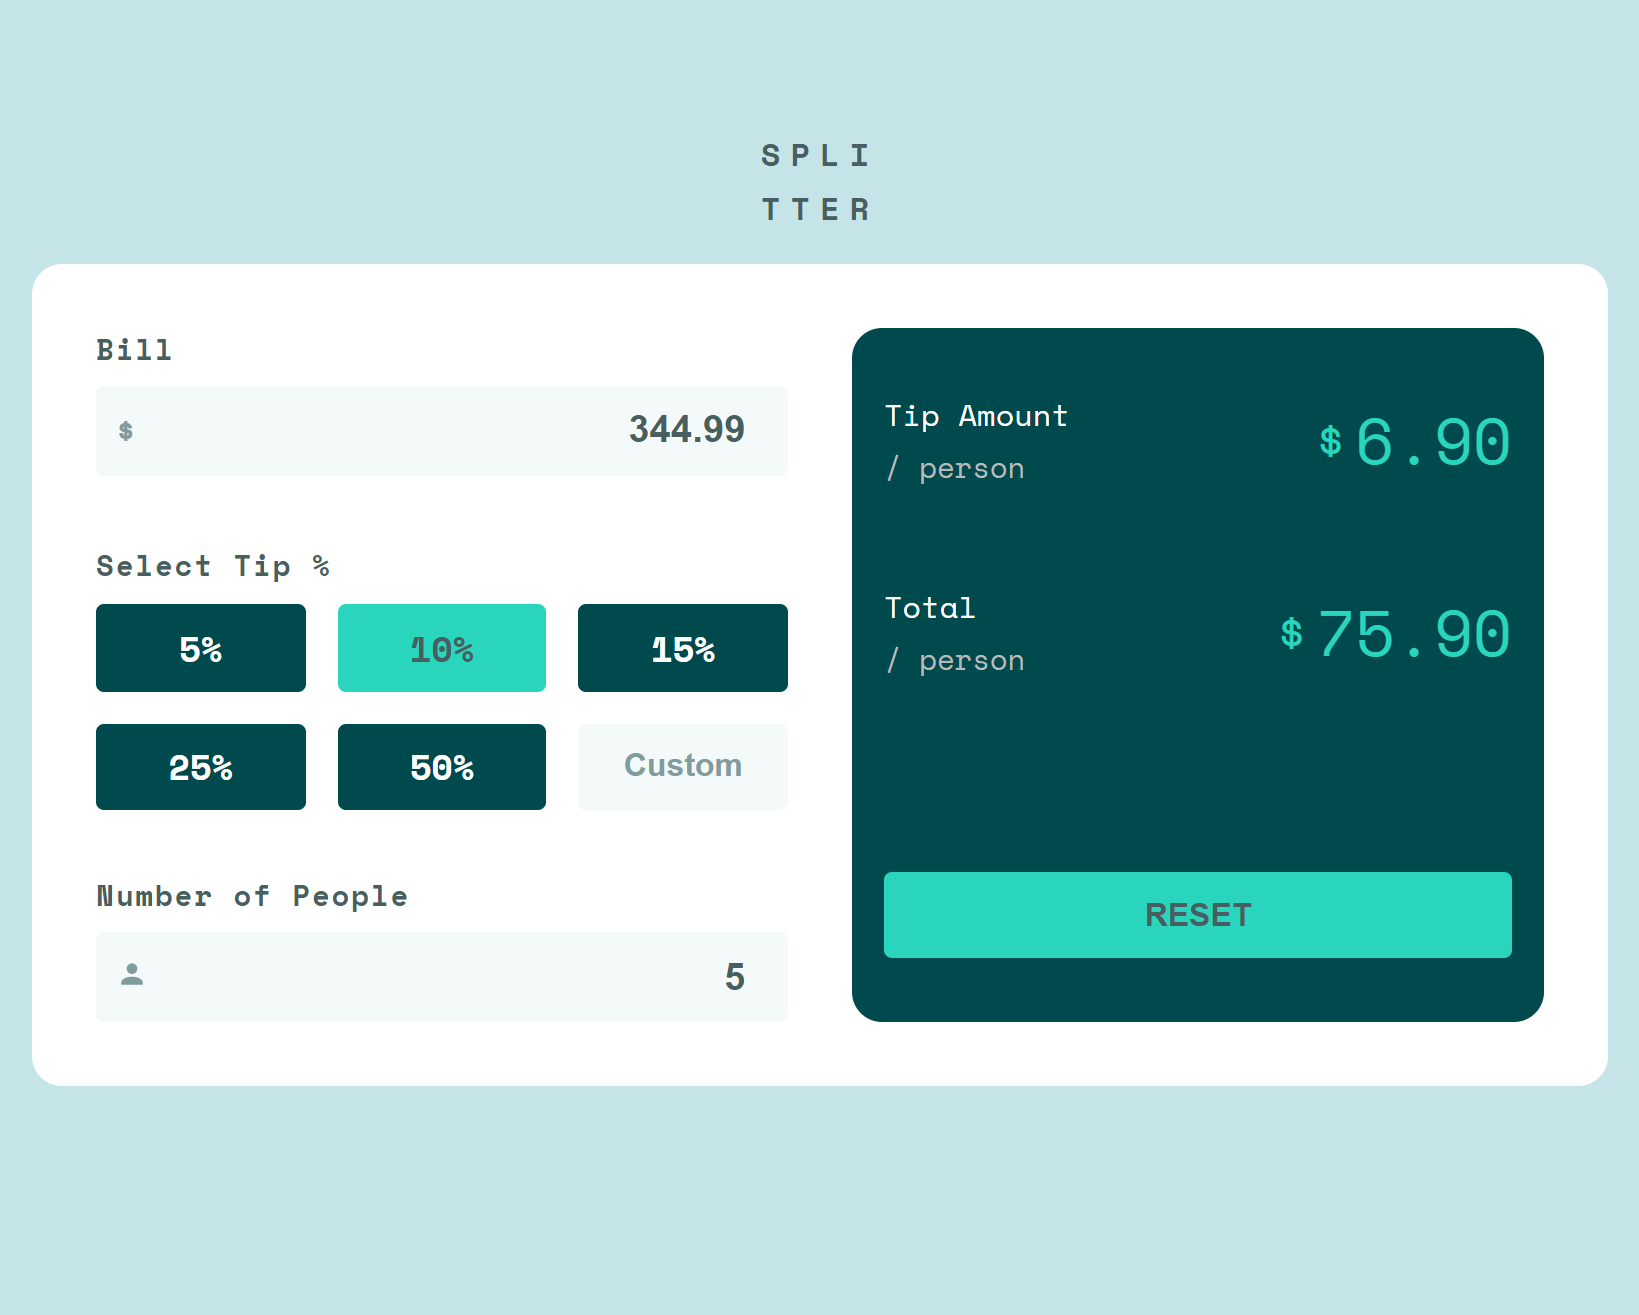 SPLI
TTER
Bill
$ 344.99
Select Tip %
5% 10% 15%
25% 50% Custom
Number of People
5
Tip Amount
/ person
$6.90
Total
/ person
$75.90
RESET